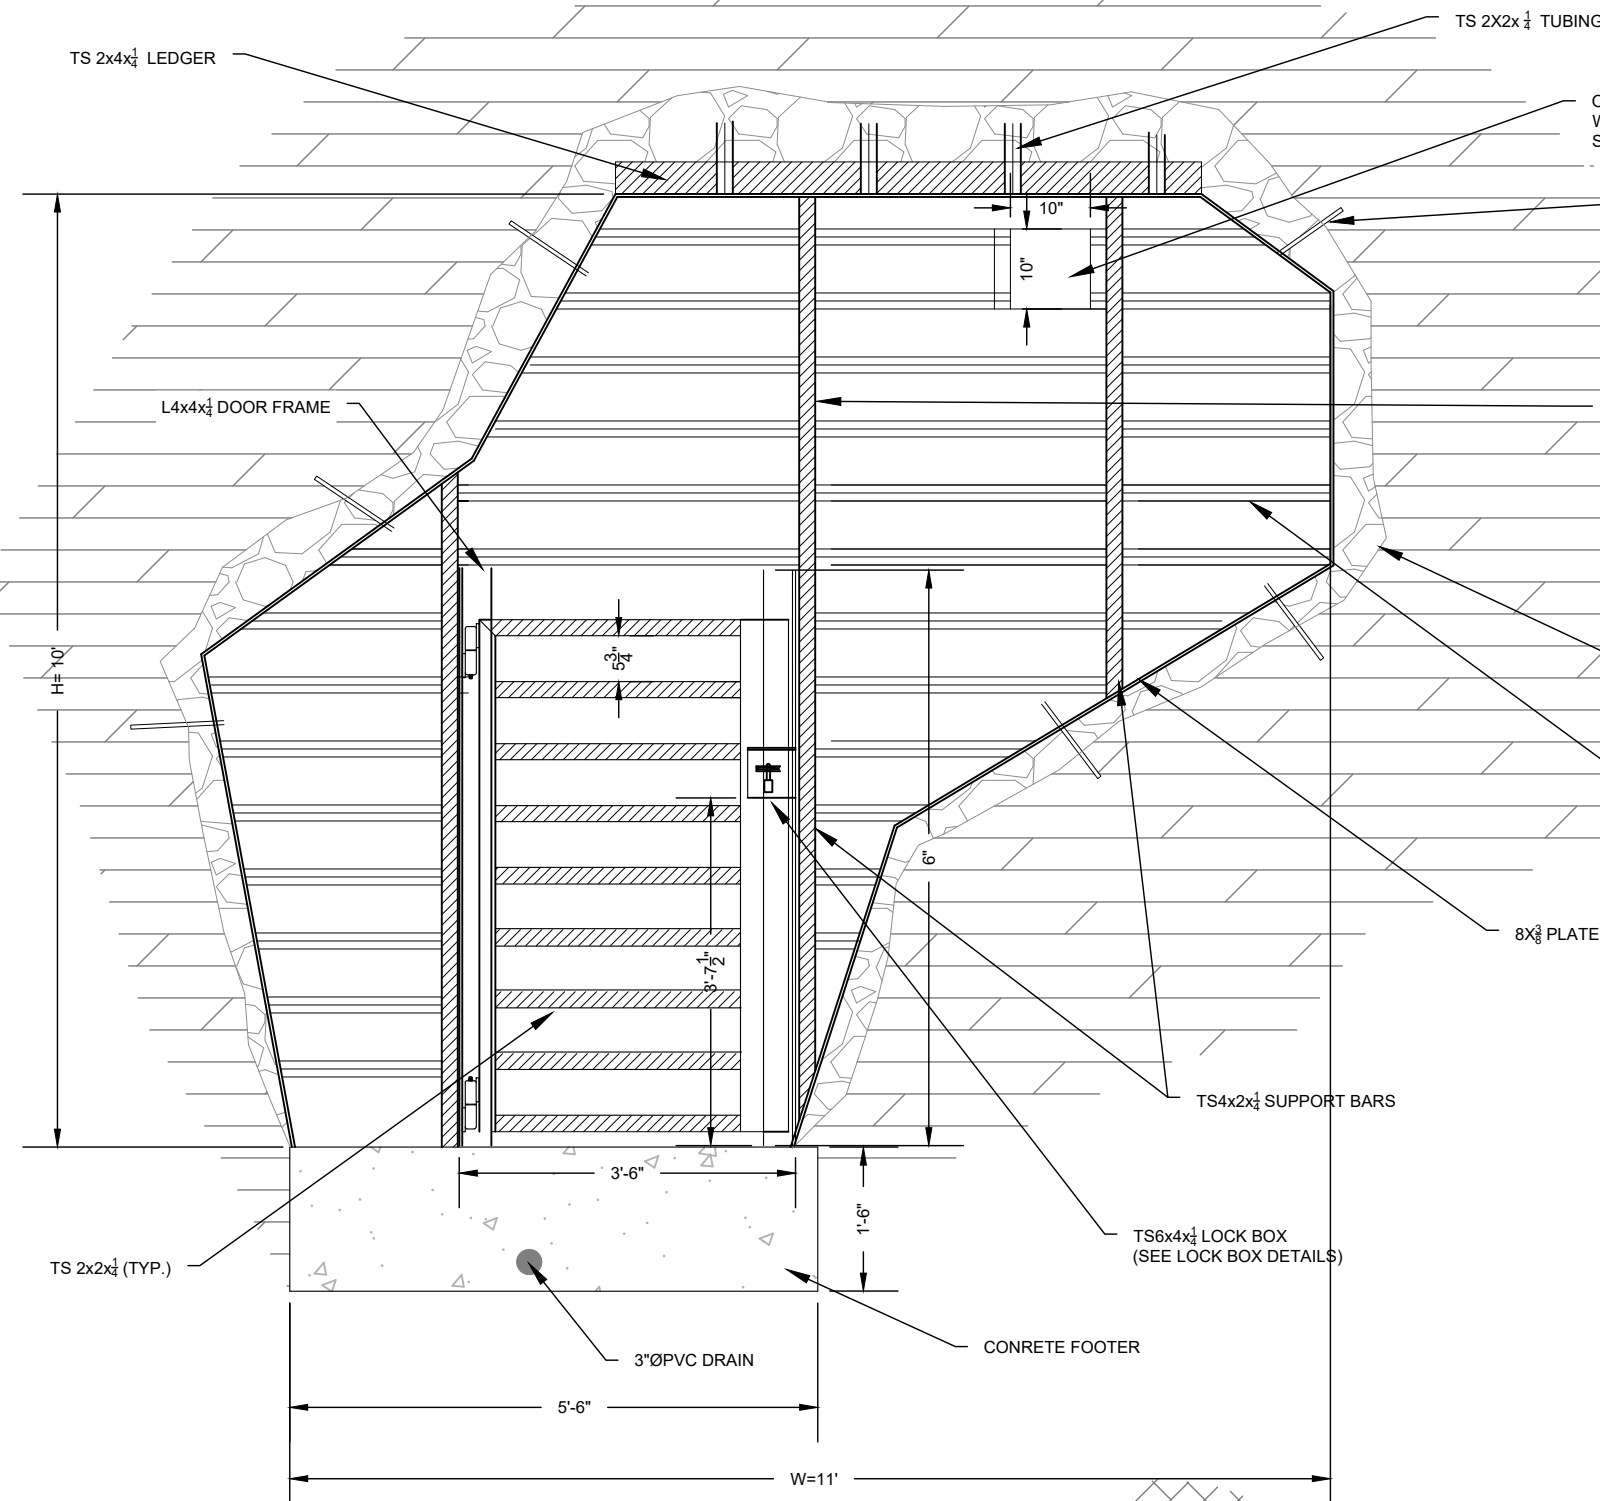 TS 2X2x 1/4 TUBING
TS 2x4x1/4 LEDGER
W
S
10"
10"
L4x4x1/4 DOOR FRAME
5 3/4"
H= 10'
6"
8X3/8 PLATE
3'-7 1/2"
TS4x2x1/4 SUPPORT BARS
3'-6"
1'-6"
TS6x4x1/4 LOCK BOX
(SEE LOCK BOX DETAILS)
TS 2x2x1/4 (TYP.)
CONRETE FOOTER
3"ØPVC DRAIN
5'-6"
W=11'